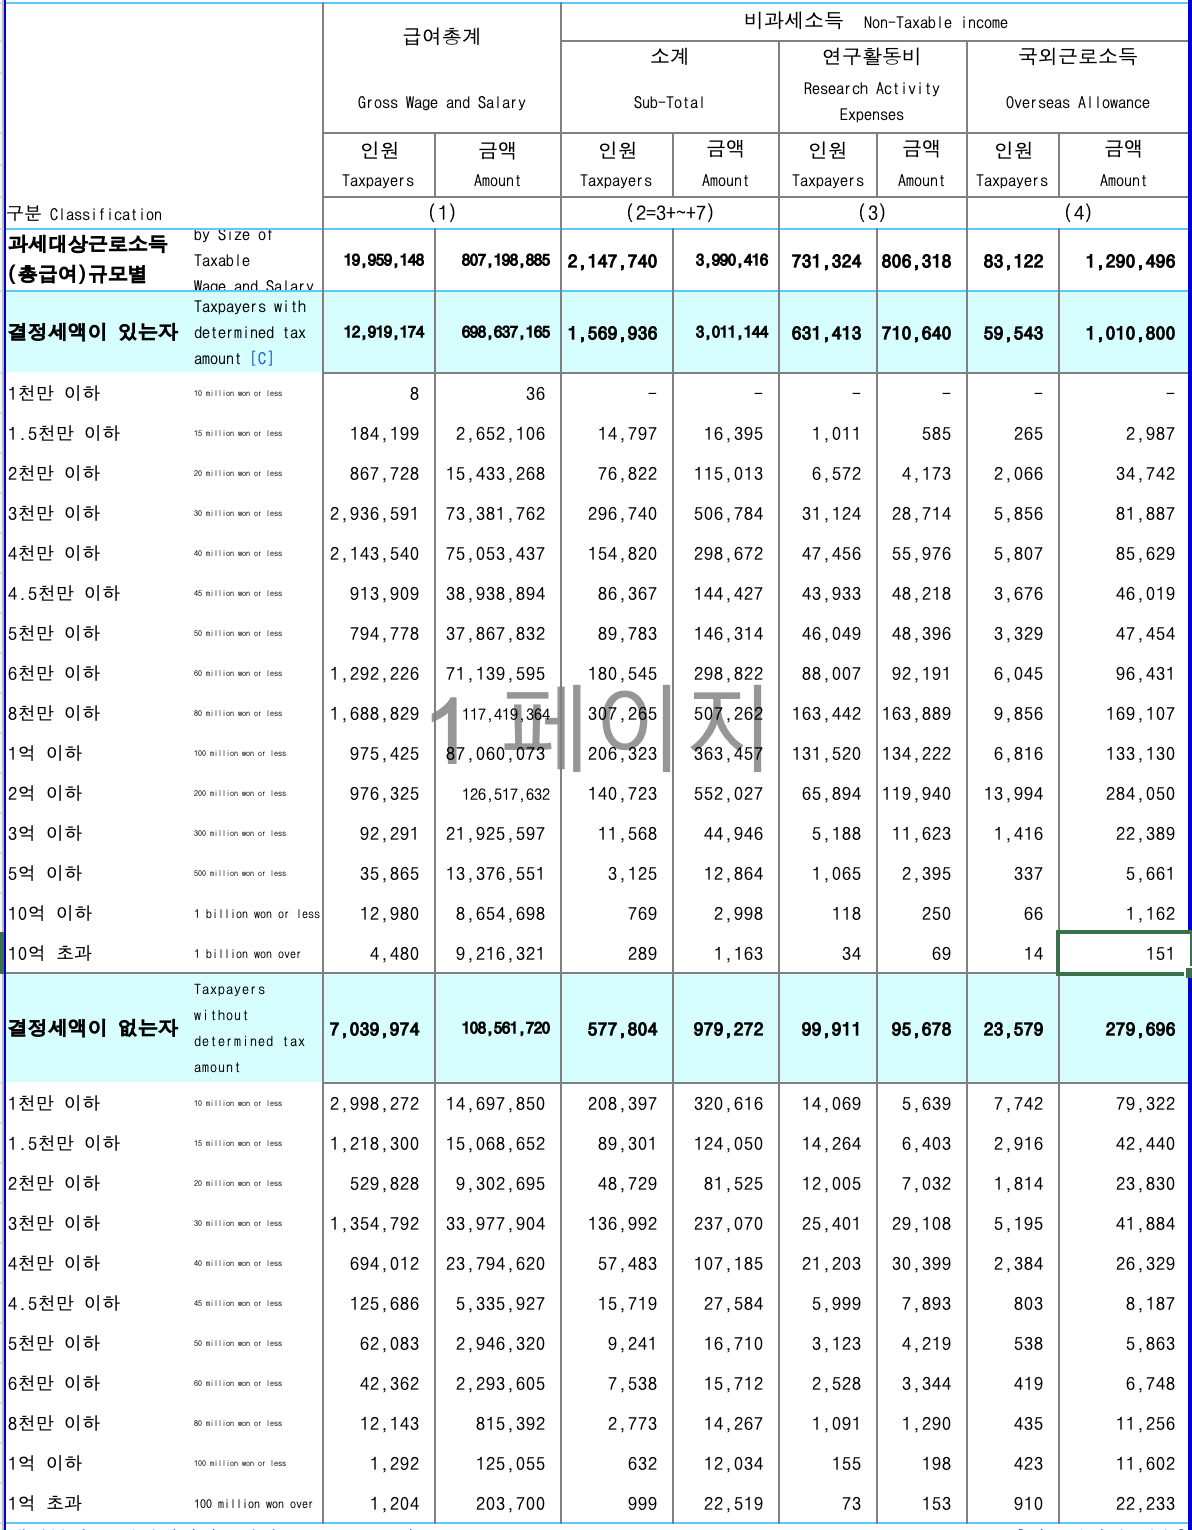 급여총계 비과세소득 Non-Taxable income
소계 연구활동비 국외근로소득
Gross Wage and Salary Sub-Total Research Activity Expenses Overseas Allowance
인원 금액 인원 금액 인원 금액 인원 금액
Taxpayers Amount Taxpayers Amount Taxpayers Amount Taxpayers Amount
구분 Classification (1) (2=3+~+7) (3) (4)
과세대상근로소득 (총급여)규모별 by Size of Taxable Wage and Salary 19,959,148 807,198,885 2,147,740 3,990,416 731,324 806,318 83,122 1,290,496
결정세액이 있는자 Taxpayers with determined tax amount [C] 12,919,174 698,637,165 1,569,936 3,011,144 631,413 710,640 59,543 1,010,800
1천만 이하 10 million won or less 8 36 - - - - - -
1.5천만 이하 15 million won or less 184,199 2,652,106 14,797 16,395 1,011 585 265 2,987
2천만 이하 20 million won or less 867,728 15,433,268 76,822 115,013 6,572 4,173 2,066 34,742
3천만 이하 30 million won or less 2,936,591 73,381,762 296,740 506,784 31,124 28,714 5,856 81,887
4천만 이하 40 million won or less 2,143,540 75,053,437 154,820 298,672 47,456 55,976 5,807 85,629
4.5천만 이하 45 million won or less 913,909 38,938,894 86,367 144,427 43,933 48,218 3,676 46,019
5천만 이하 50 million won or less 794,778 37,867,832 89,783 146,314 46,049 48,396 3,329 47,454
6천만 이하 60 million won or less 1,292,226 71,139,595 180,545 298,822 88,007 92,191 6,045 96,431
8천만 이하 80 million won or less 1,688,829 117,419,364 307,265 507,262 163,442 163,889 9,856 169,107
1 페이지
1억 이하 100 million won or less 975,425 87,060,073 206,323 363,457 131,520 134,222 6,816 133,130
2억 이하 200 million won or less 976,325 126,517,632 140,723 552,027 65,894 119,940 13,994 284,050
3억 이하 300 million won or less 92,291 21,925,597 11,568 44,946 5,188 11,623 1,416 22,389
5억 이하 500 million won or less 35,865 13,376,551 3,125 12,864 1,065 2,395 337 5,661
10억 이하 1 billion won or less 12,980 8,654,698 769 2,998 118 250 66 1,162
10억 초과 1 billion won over 4,480 9,216,321 289 1,163 34 69 14 151
결정세액이 없는자 Taxpayers without determined tax amount 7,039,974 108,561,720 577,804 979,272 99,911 95,678 23,579 279,696
1천만 이하 10 million won or less 2,998,272 14,697,850 208,397 320,616 14,069 5,639 7,742 79,322
1.5천만 이하 15 million won or less 1,218,300 15,068,652 89,301 124,050 14,264 6,403 2,916 42,440
2천만 이하 20 million won or less 529,828 9,302,695 48,729 81,525 12,005 7,032 1,814 23,830
3천만 이하 30 million won or less 1,354,792 33,977,904 136,992 237,070 25,401 29,108 5,195 41,884
4천만 이하 40 million won or less 694,012 23,794,620 57,483 107,185 21,203 30,399 2,384 26,329
4.5천만 이하 45 million won or less 125,686 5,335,927 15,719 27,584 5,999 7,893 803 8,187
5천만 이하 50 million won or less 62,083 2,946,320 9,241 16,710 3,123 4,219 538 5,863
6천만 이하 60 million won or less 42,362 2,293,605 7,538 15,712 2,528 3,344 419 6,748
8천만 이하 80 million won or less 12,143 815,392 2,773 14,267 1,091 1,290 435 11,256
1억 이하 100 million won or less 1,292 125,055 632 12,034 155 198 423 11,602
1억 초과 100 million won over 1,204 203,700 999 22,519 73 153 910 22,233